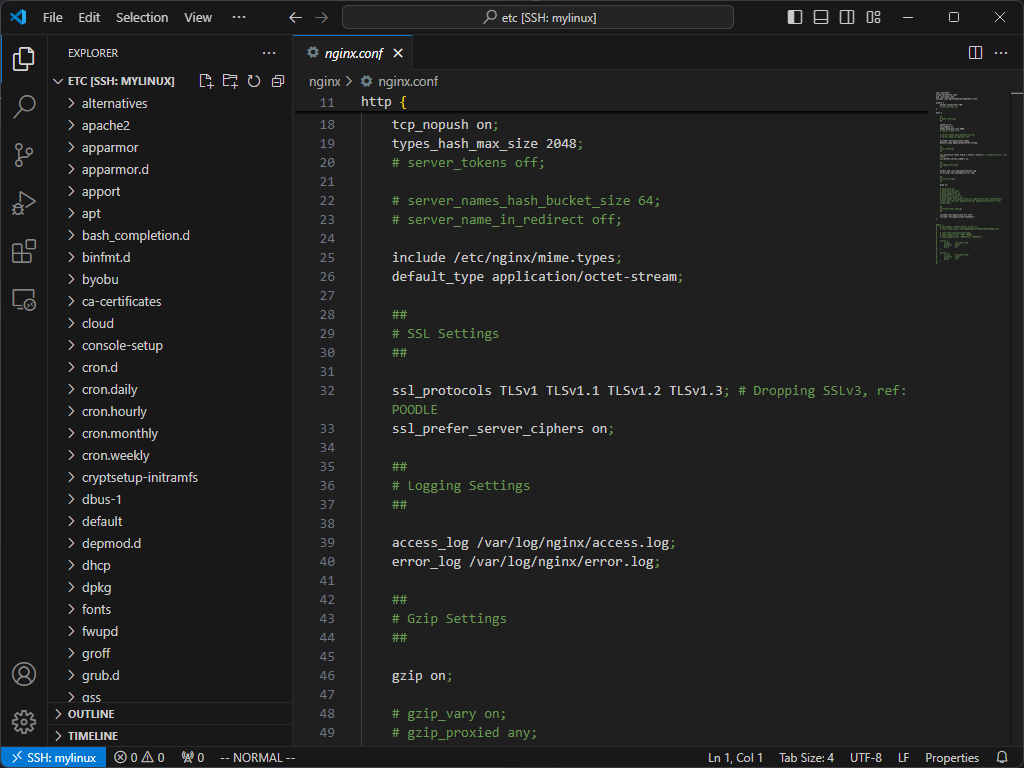 File Edit Selection View ···
etc [SSH: mylinux]
EXPLORER
ETC [SSH: MYLINUX]
alternatives
apache2
apparmor
apparmor.d
apport
apt
bash_completion.d
binfmt.d
byobu
ca-certificates
cloud
console-setup
cron.d
cron.daily
cron.hourly
cron.monthly
cron.weekly
cryptsetup-initramfs
dbus-1
default
depmod.d
dhcp
dpkg
fonts
fwupd
groff
grub.d
gss
OUTLINE
TIMELINE
nginx.conf
nginx > nginx.conf
11 http {
18 tcp_nopush on;
19 types_hash_max_size 2048;
20 # server_tokens off;
21
22 # server_names_hash_bucket_size 64;
23 # server_name_in_redirect off;
24
25 include /etc/nginx/mime.types;
26 default_type application/octet-stream;
27
28 ##
29 # SSL Settings
30 ##
31
32 ssl_protocols TLSv1 TLSv1.1 TLSv1.2 TLSv1.3; # Dropping SSLv3, ref:
POODLE
33 ssl_prefer_server_ciphers on;
34
35 ##
36 # Logging Settings
37 ##
38
39 access_log /var/log/nginx/access.log;
40 error_log /var/log/nginx/error.log;
41
42 ##
43 # Gzip Settings
44 ##
45
46 gzip on;
47
48 # gzip_vary on;
49 # gzip_proxied any;
SSH: mylinux 0 0 0 -- NORMAL -- Ln 1, Col 1 Tab Size: 4 UTF-8 LF Properties